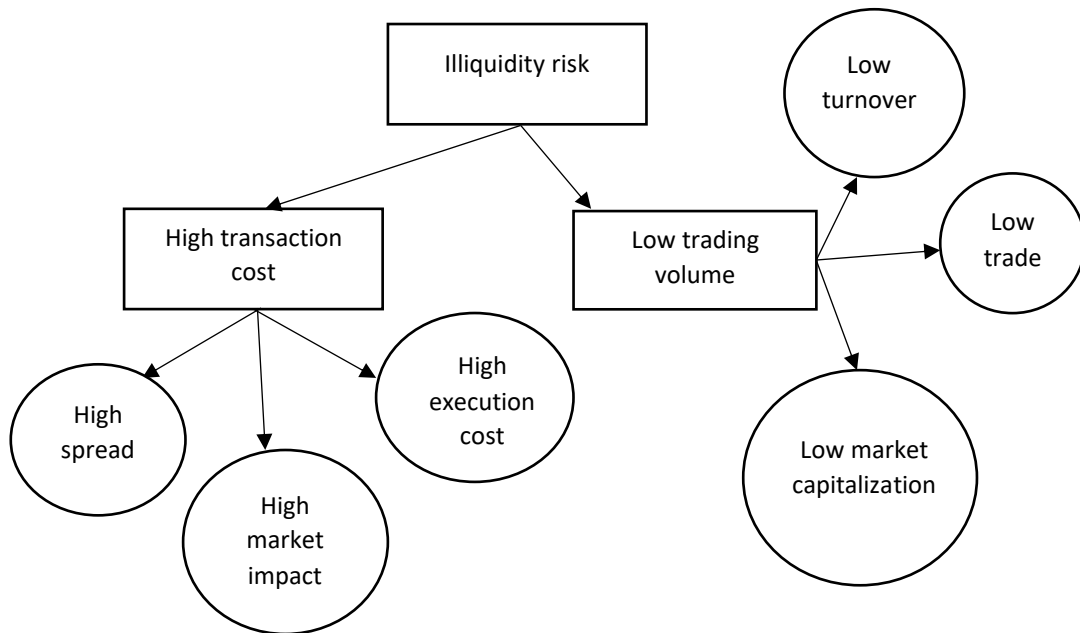 Illiquidity risk
Low
turnover
High transaction
cost
Low trading
volume
Low
trade
High
spread
High
market
impact
High
execution
cost
Low market
capitalization